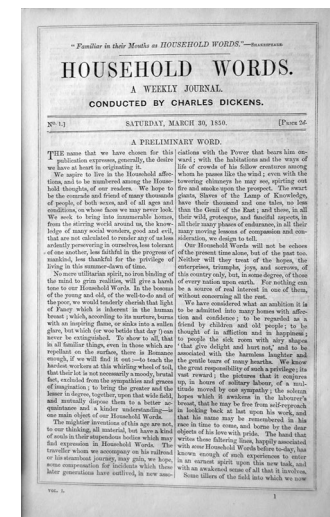 "Familiar in their Mouths as HOUSEHOLD WORDS."—SHAKESPEARE.
HOUSEHOLD WORDS.
A WEEKLY JOURNAL.
CONDUCTED BY CHARLES DICKENS.
No. 1.] SATURDAY, MARCH 30, 1850. [PRICE 2d.
A PRELIMINARY WORD.
THE name that we have chosen for this
publication expresses, generally, the desire
we have at heart in originating it.
We aspire to live in the Household affec-
tions, and to be numbered among the House-
hold thoughts, of our readers. We hope to
be the comrade and friend of many thousands
of people, of both sexes, and of all ages and
conditions, on whose faces we may never look.
We seek to bring into innumerable homes,
from the stirring world around us, the know-
ledge of many social wonders, good and evil,
that are not calculated to render any of us less
ardently persevering in ourselves, less tolerant
of one another, less faithful in the progress of
mankind, less thankful for the privilege of
living in this summer-dawn of time.
No mere utilitarian spirit, no iron binding of
the mind to grim realities, will give a harsh
tone to our Household Words. In the bosoms
of the young and old, of the well-to-do and of
the poor, we would tenderly cherish that light
of Fancy which is inherent in the human
breast; which, according to its nurture, burns
with an inspiring flame, or sinks into a sullen
glare, but which (or woe betide that day!) can
never be extinguished. To show to all, that
in all familiar things, even in those which are
repellant on the surface, there is Romance
enough, if we will find it out:—to teach the
hardest workers at this whirling wheel of toil,
that their lot is not necessarily a moody, brutal
fact, excluded from the sympathies and graces
of imagination; to bring the greater and the
lesser in degree, together, upon that wide field,
and mutually dispose them to a better ac-
quaintance and a kinder understanding—is
one main object of our Household Words.
The mightier inventions of this age are not,
to our thinking, all material, but have a kind
of souls in their stupendous bodies which may
find expression in Household Words. The
traveller whom we accompany on his railroad
or his steamboat journey, may gain, we hope,
some compensation for incidents which these
later generations have outlived, in new asso-
ciations with the Power that bears him on-
ward; with the habitations and the ways of
life of crowds of his fellow creatures among
whom he passes like the wind; even with the
towering chimneys he may see, spirting out
fire and smoke upon the prospect. The swart
giants, Slaves of the Lamp of Knowledge,
have their thousand and one tales, no less
than the Genii of the East; and these, in all
their wild, grotesque, and fanciful aspects, in
all their many phases of endurance, in all their
many moving lessons of compassion and con-
sideration, we design to tell.
Our Household Words will not be echoes
of the present time alone, but of the past too.
Neither will they treat of the hopes, the
enterprises, triumphs, joys, and sorrows, of
this country only, but, in some degree, of those
of every nation upon earth. For nothing can
be a source of real interest in one of them,
without concerning all the rest.
We have considered what an ambition it is
to be admitted into many homes with affec-
tion and confidence; to be regarded as a
friend by children and old people; to be
thought of in affliction and in happiness;
to people the sick room with airy shapes
'that give delight and hurt not,' and to be
associated with the harmless laughter and
the gentle tears of many hearths. We know
the great responsibility of such a privilege; its
vast reward; the pictures that it conjures
up, in hours of solitary labour, of a mul-
titude moved by one sympathy; the solemn
hopes which it awakens in the labourer's
breast, that he may be free from self-reproach
in looking back at last upon his work, and
that his name may be remembered in his
race in time to come, and borne by the dear
objects of his love with pride. The hand that
writes these faltering lines, happily associated
with some Household Words before to-day, has
known enough of such experiences to enter
in an earnest spirit upon this new task, and
with an awakened sense of all that it involves.
Some tillers of the field into which we now
VOL. I. 1